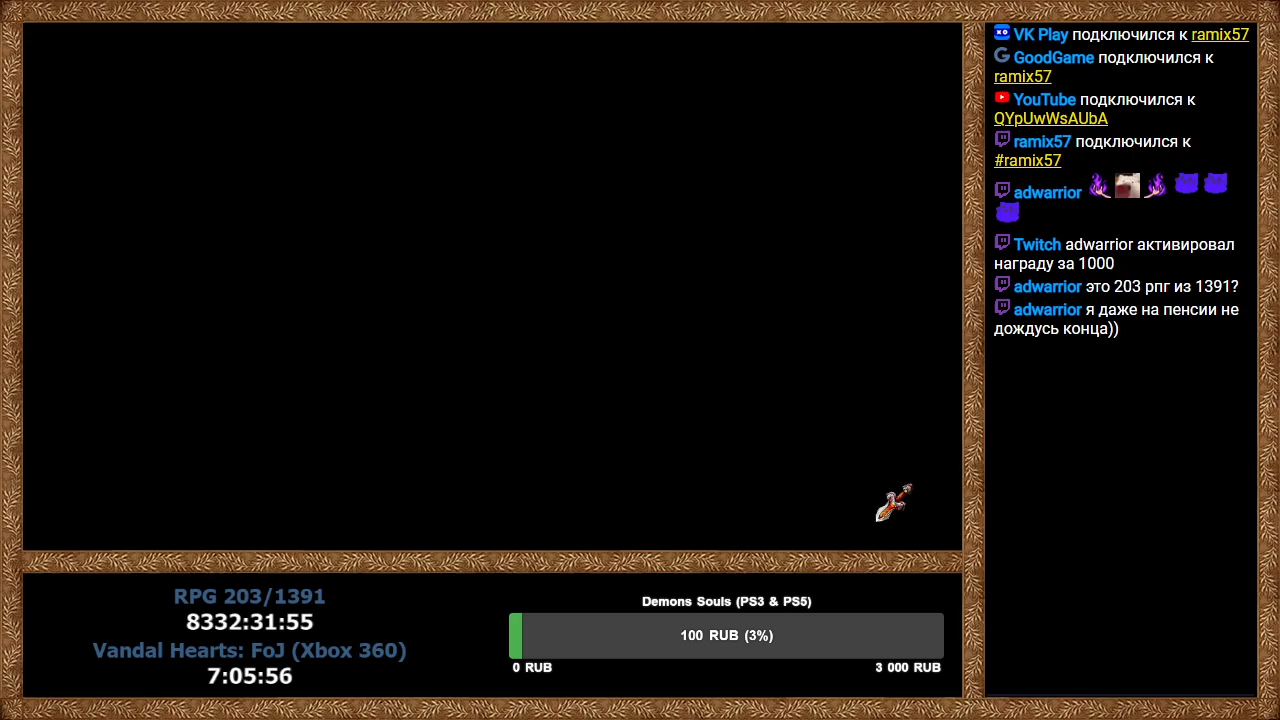 VK Play подключился к ramix57
GoodGame подключился к
ramix57
YouTube подключился к
QYpUwWsAUbA
ramix57 подключился к
#ramix57
adwarrior
Twitch adwarrior активировал
награду за 1000
adwarrior это 203 рпг из 1391?
adwarrior я даже на пенсии не
дождусь конца))
RPG 203/1391
8332:31:55
Vandal Hearts: FoJ (Xbox 360)
7:05:56
Demons Souls (PS3 & PS5)
100 RUB (3%)
0 RUB
3 000 RUB